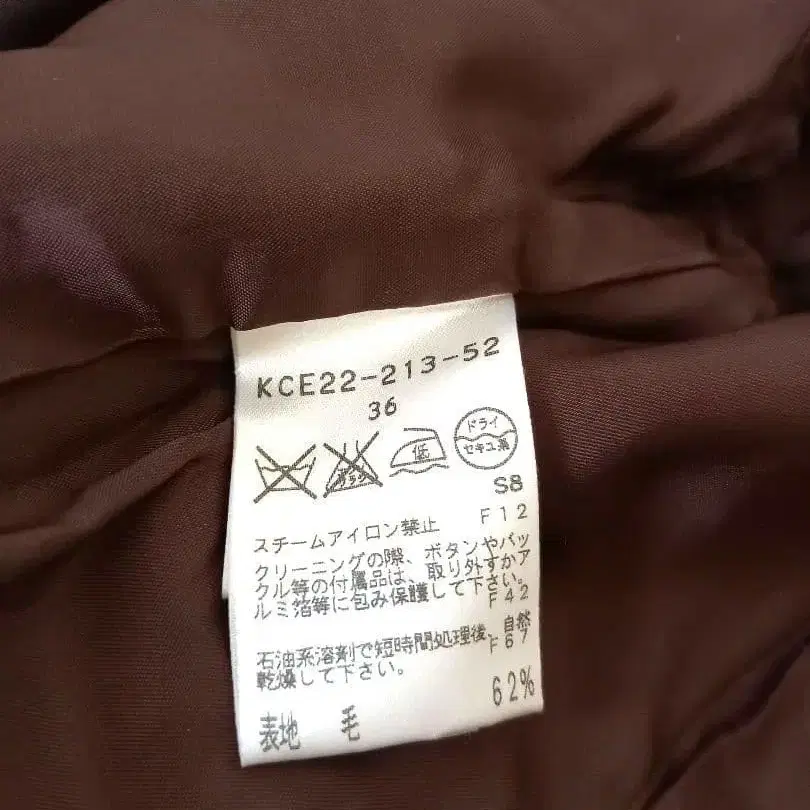 KCE22-213-52
36
低
ドライ
セキユ系
S8
スチームアイロン禁止 F12
クリーニングの際、ボタンやバッ
クル等の付属品は、取り外すかア
ルミ箔等に包み保護して下さい。
F42
石油系溶剤で短時間処理後、自然
乾燥して下さい。 F67
表地 毛 62%